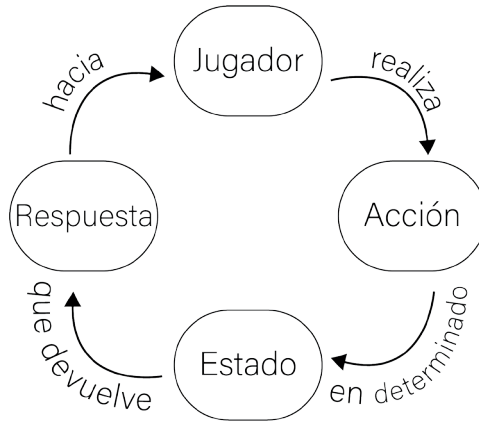 Jugador
realiza
Acción
en determinado
Estado
que devuelve
Respuesta
hacia